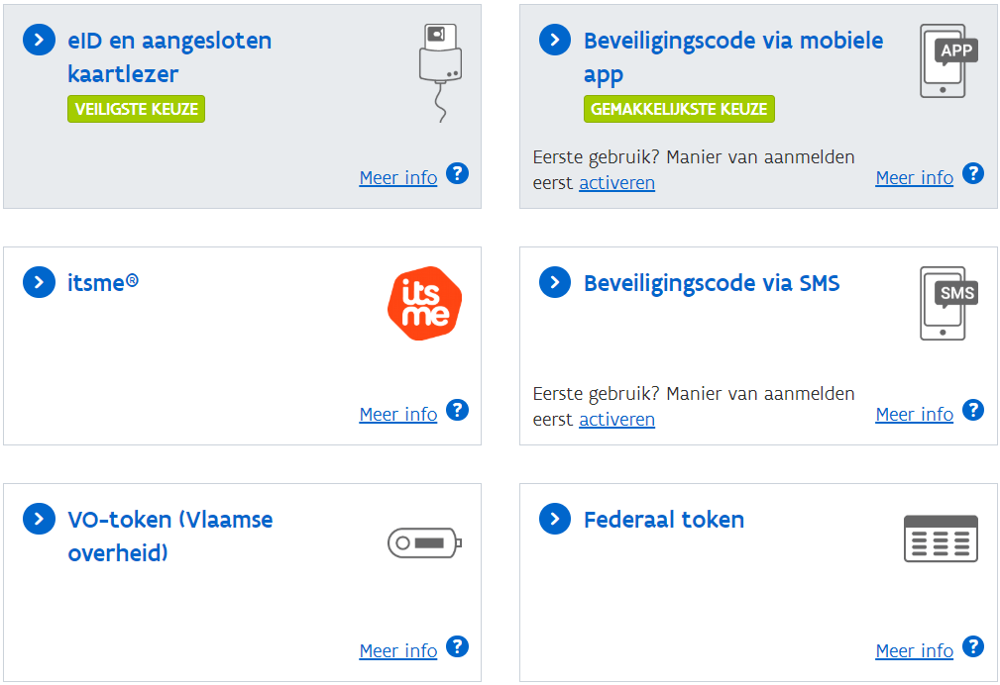 eID en aangesloten
kaartlezer
VEILIGSTE KEUZE
Meer info ?
Beveiligingscode via mobiele
app
GEMAKKELIJKSTE KEUZE
APP
Eerste gebruik? Manier van aanmelden
eerst activeren
Meer info ?
itsme®
its
me
Meer info ?
Beveiligingscode via SMS
SMS
Eerste gebruik? Manier van aanmelden
eerst activeren
Meer info ?
VO-token (Vlaamse
overheid)
Meer info ?
Federaal token
Meer info ?